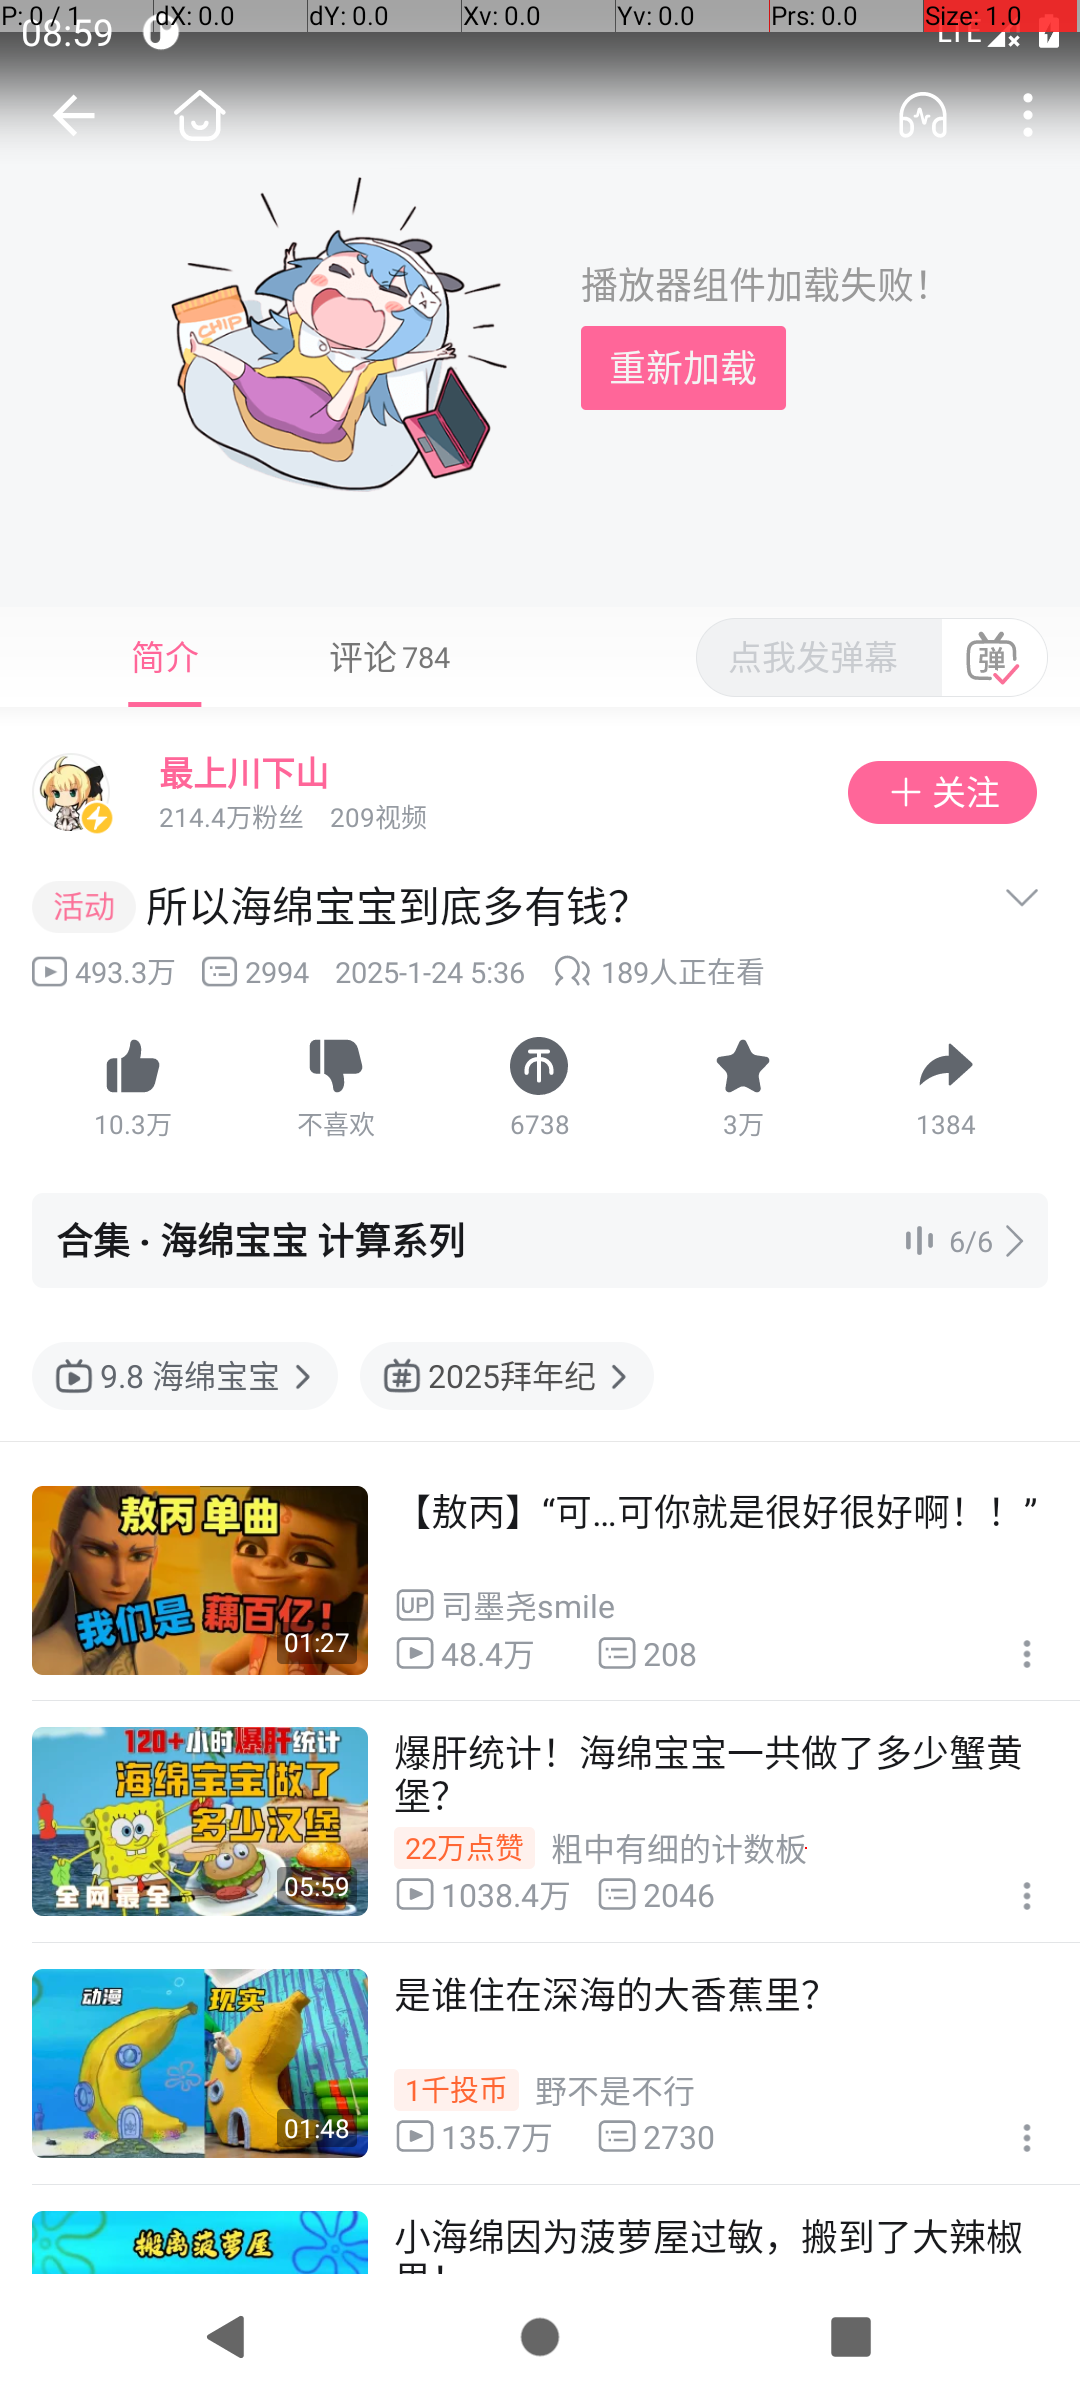 P: 0 / 1
dX: 0.0
dY: 0.0
Xv: 0.0
Yv: 0.0
Prs: 0.0
Size: 1.0
08:59
LTE
CHIP
播放器组件加载失败！
重新加载
简介
评论 784
点我发弹幕
弹
最上川下山
214.4万粉丝 209视频
关注
活动 所以海绵宝宝到底多有钱？
493.3万 2994 2025-1-24 5:36 189人正在看
10.3万
不喜欢
6738
3万
1384
合集 · 海绵宝宝 计算系列
6/6
9.8 海绵宝宝
2025拜年纪
敖丙 单曲
我们是 藕百亿！
01:27
【敖丙】“可…可你就是很好很好啊！！”
UP 司墨尧smile
48.4万 208
120+小时爆肝统计
海绵宝宝做了
多少汉堡
全网最全
05:59
爆肝统计！海绵宝宝一共做了多少蟹黄
堡？
22万点赞 粗中有细的计数板
1038.4万 2046
动漫
现实
01:48
是谁住在深海的大香蕉里？
1千投币 野不是不行
135.7万 2730
搬离菠萝屋
小海绵因为菠萝屋过敏，搬到了大辣椒